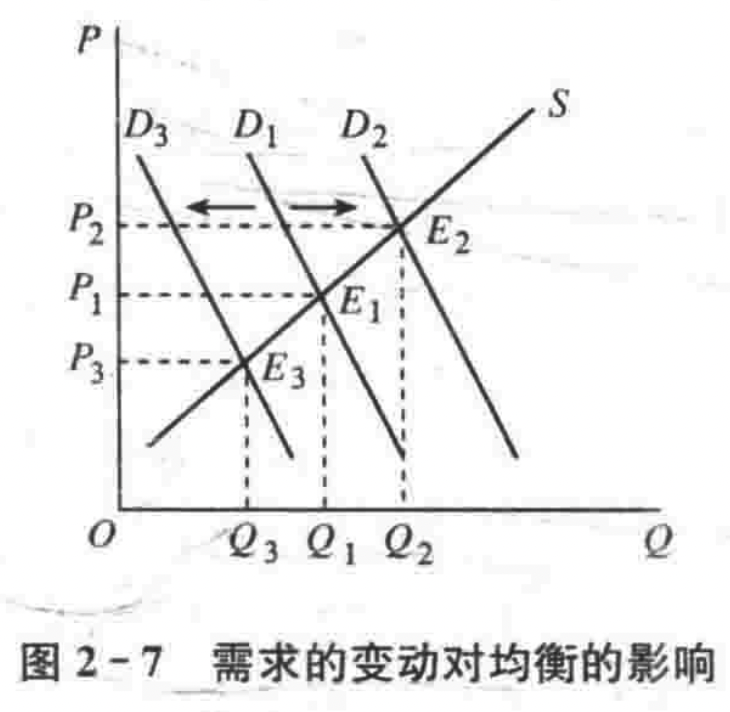 P
S
D₃ D₁ D₂
P₂ E₂
P₁ E₁
P₃ E₃
O Q₃ Q₁ Q₂ Q
图 2-7 需求的变动对均衡的影响